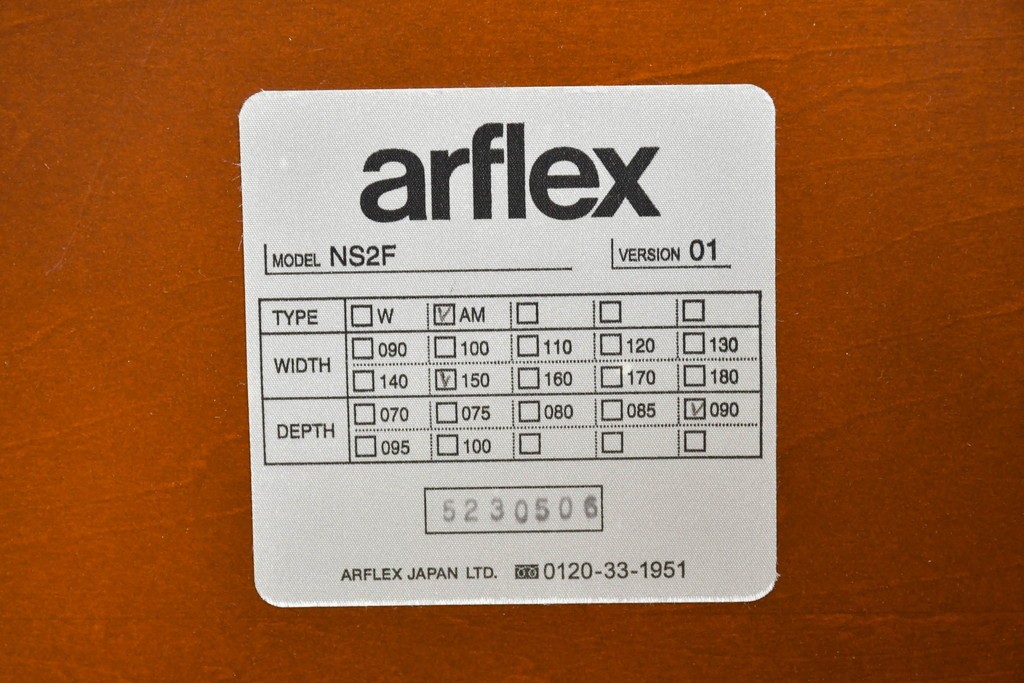 arflex
MODEL NS2F VERSION 01
TYPE ☐ W ☑ AM ☐ ☐ ☐
WIDTH ☐ 090 ☐ 100 ☐ 110 ☐ 120 ☐ 130
☐ 140 ☑ 150 ☐ 160 ☐ 170 ☐ 180
DEPTH ☐ 070 ☐ 075 ☐ 080 ☐ 085 ☑ 090
☐ 095 ☐ 100 ☐ ☐ ☐
5230506
ARFLEX JAPAN LTD. 0120-33-1951